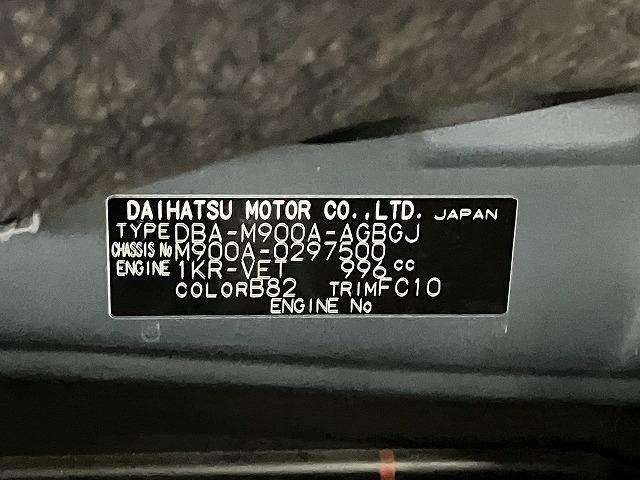 DAIHATSU MOTOR CO.,LTD. JAPAN
TYPE DBA-M900A-AGBGJ
CHASSIS No M900A-0297500
ENGINE 1KR-VET 996 cc
COLOR B82 TRIM FC10
ENGINE No